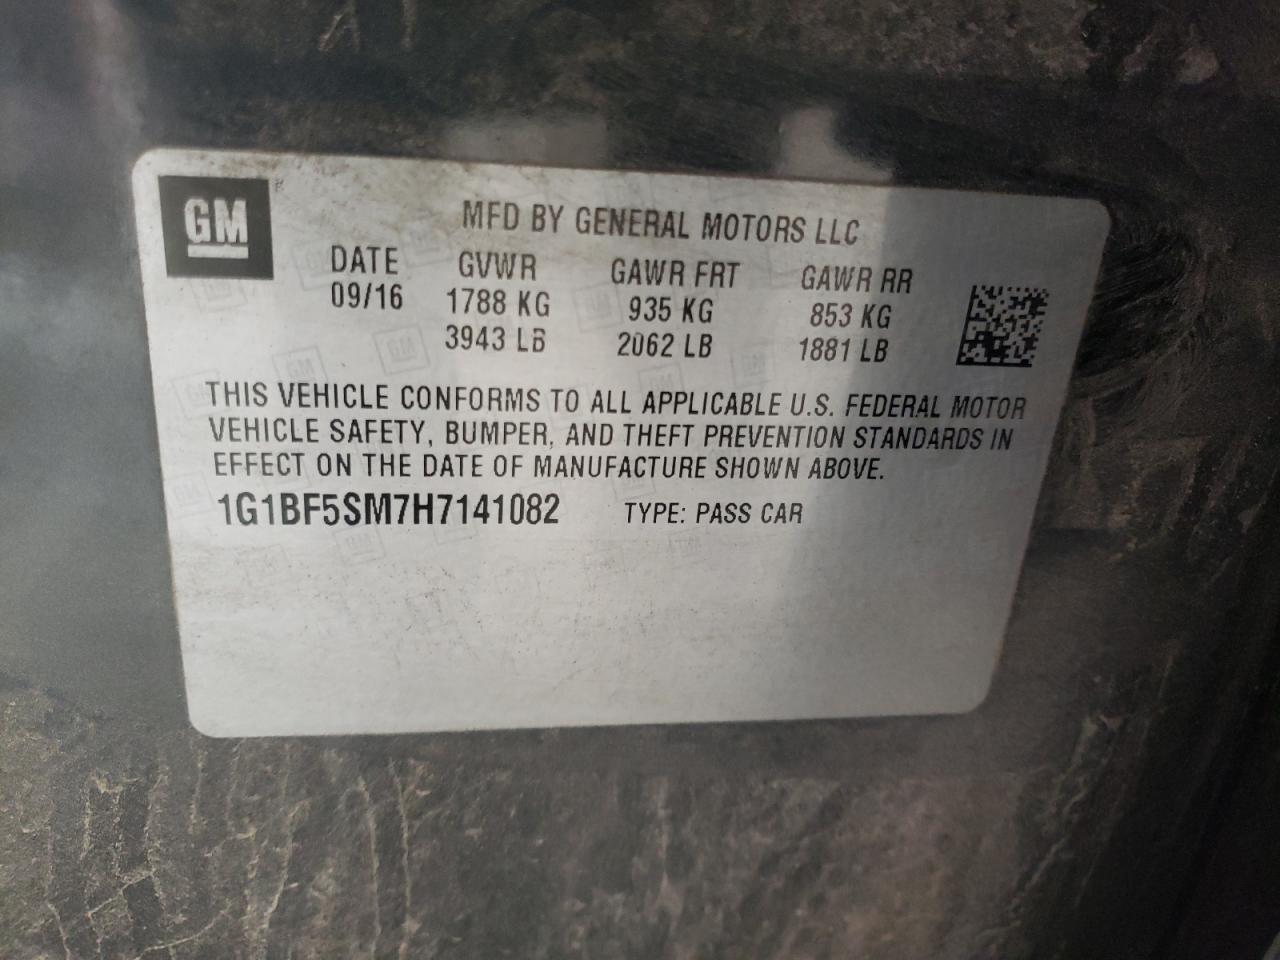 GM
MFD BY GENERAL MOTORS LLC
DATE GVWR GAWR FRT GAWR RR
09/16 1788 KG 935 KG 853 KG
3943 LB 2062 LB 1881 LB
THIS VEHICLE CONFORMS TO ALL APPLICABLE U.S. FEDERAL MOTOR
VEHICLE SAFETY, BUMPER, AND THEFT PREVENTION STANDARDS IN
EFFECT ON THE DATE OF MANUFACTURE SHOWN ABOVE.
1G1BF5SM7H7141082 TYPE: PASS CAR